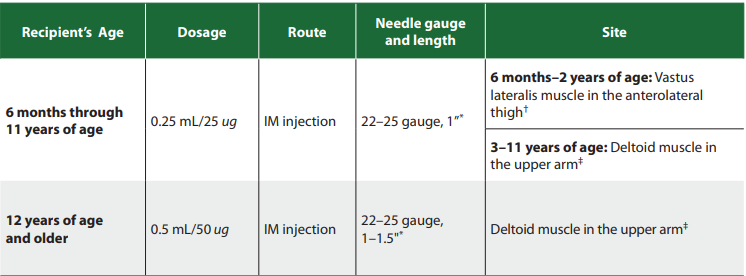 Recipient's Age
Dosage
Route
Needle gauge
and length
Site
6 months through
11 years of age
0.25 mL/25 ug
IM injection
22–25 gauge, 1"*
6 months–2 years of age: Vastus
lateralis muscle in the anterolateral
thigh†
3–11 years of age: Deltoid muscle in
the upper arm‡
12 years of age
and older
0.5 mL/50 ug
IM injection
22–25 gauge,
1–1.5"*
Deltoid muscle in the upper arm‡